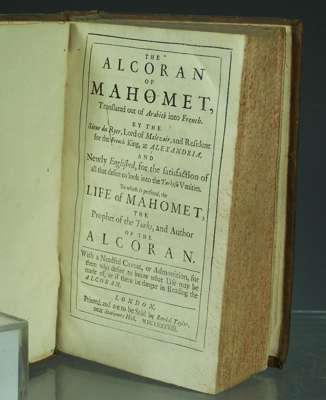 THE
ALCORAN
OF
MAHOMET,
Translated out of Arabick into French.
BY THE
Sieur du Ryer, Lord of Malezair, and Resident
for the French King, at ALEXANDRIA.
AND
Newly Englished, for the satisfaction of
all that desire to look into the Turkish Vanities.
To which is prefixed, the
LIFE of MAHOMET,
THE
Prophet of the Turks, and Author
OF THE
ALCORAN.
With a Needful Caveat, or Admonition, for
them who desire to know what Use may be
made of, or if there be danger in Reading the
ALCORAN.
LONDON,
Printed, and are to be Sold by Randal Taylor,
near Stationers Hall,